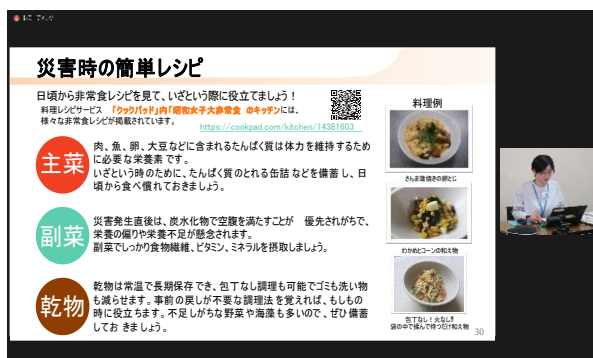 災害時の簡単レシピ
日頃から非常食レシピを見て、いざという際に役立てましょう！
料理レシピサービス 「クックパッド」内「昭和女子大非常食 のキッチン」には、
様々な非常食レシピが掲載されています。
https://cookpad.com/kitchen/14381603
主菜
肉、魚、卵、大豆などに含まれるたんぱく質は体力を維持するため
に必要な栄養素 です。
いざという時のために、たんぱく質のとれる缶詰 などを備蓄 し、日
頃から食べ慣れておきましょう。
副菜
災害発生直後は、炭水化物で空腹を満たすことが 優先されがちで、
栄養の偏りや栄養不足が懸念されます。
副菜でしっかり食物繊維、ビタミン、ミネラルを摂取しましょう。
乾物
乾物は常温で長期保存でき、包丁なし調理も可能でゴミも洗い物
も減らせます。事前の戻しが不要な調理法を覚えれば、もしもの
時に役立ちます。不足しがちな野菜や海藻も多いので、ぜひ備蓄
してお きましょう。
料理例
さんま蒲焼きの卵とじ
わかめとコーンの和え物
包丁なし！火なし‼
袋の中で揉んで待つだけ和え物
30